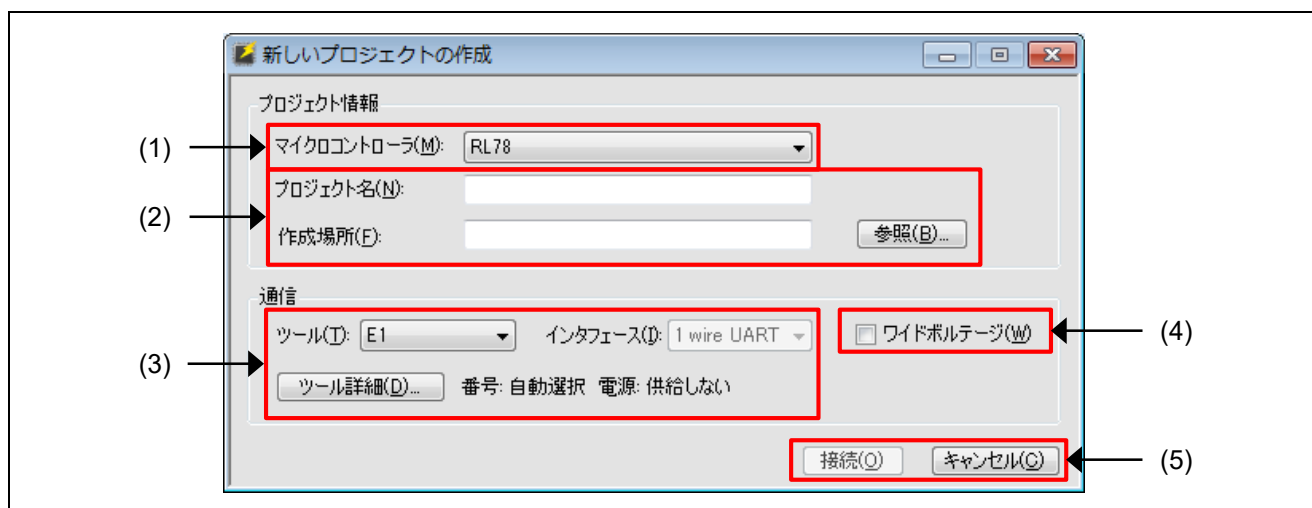 新しいプロジェクトの作成
プロジェクト情報
(1) マイクロコントローラ(M): RL78
(2) プロジェクト名(N):
作成場所(F): 参照(B)...
通信
(3) ツール(T): E1 インタフェース(I): 1 wire UART ワイドボルテージ(W) (4)
ツール詳細(D)... 番号: 自動選択 電源: 供給しない
接続(O) キャンセル(C) (5)